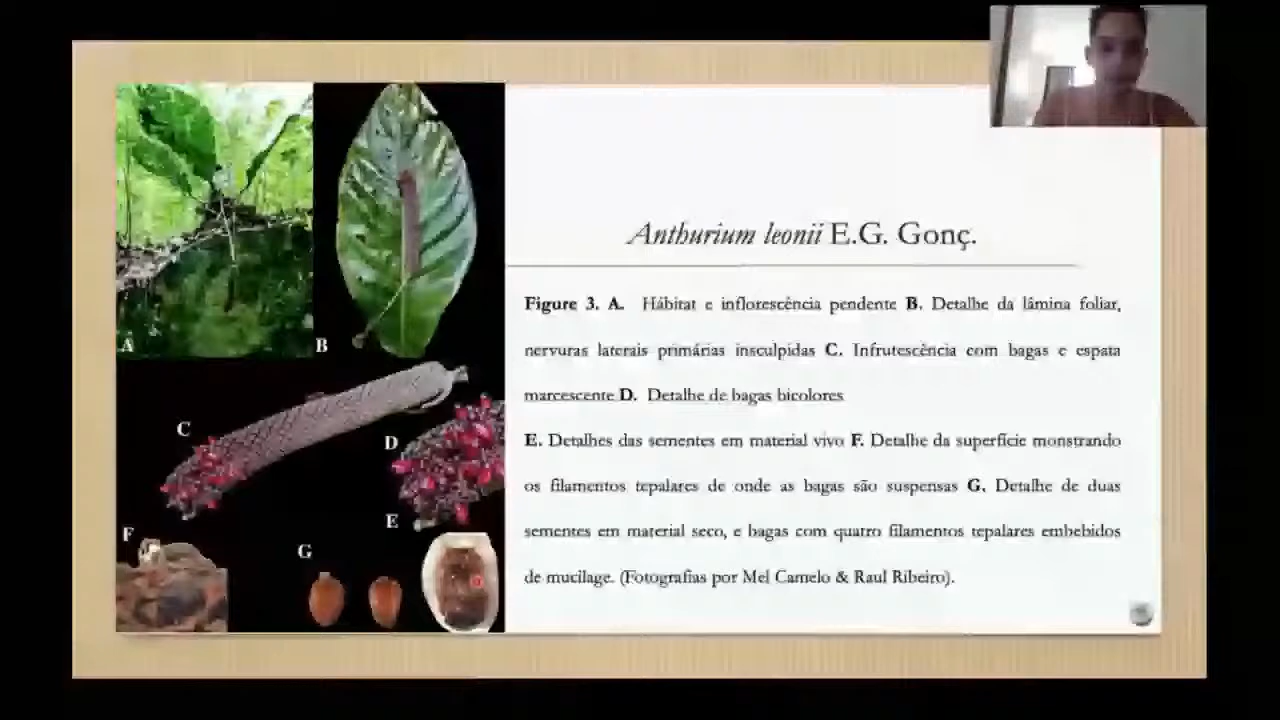 A
B
C
D
E
F
G
Anthurium leonii E.G. Gonç.
Figure 3. A. Hábitat e inflorescência pendente B. Detalhe da lâmina foliar,
nervuras laterais primárias insculpidas C. Infrutescência com bagas e espata
marcescente D. Detalhe de bagas bicolores
E. Detalhes das sementes em material vivo F. Detalhe da superfície monstrando
os filamentos tepalares de onde as bagas são suspensas G. Detalhe de duas
sementes em material seco, e bagas com quatro filamentos tepalares embebidos
de mucilage. (Fotografias por Mel Camelo & Raul Ribeiro).